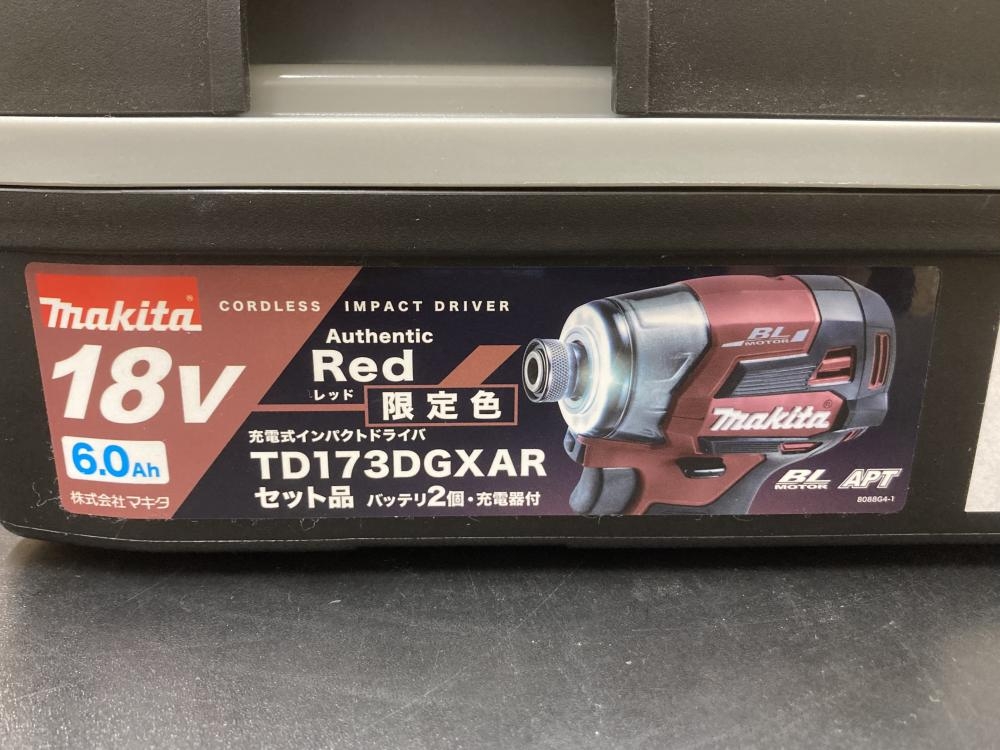 makita®
CORDLESS IMPACT DRIVER
18V
6.0Ah
株式会社マキタ
Authentic
Red
レッド
限定色
充電式インパクトドライバ
TD173DGXAR
セット品 バッテリ2個・充電器付
BL
MOTOR
makita®
BL
MOTOR
APT
8088G4-1